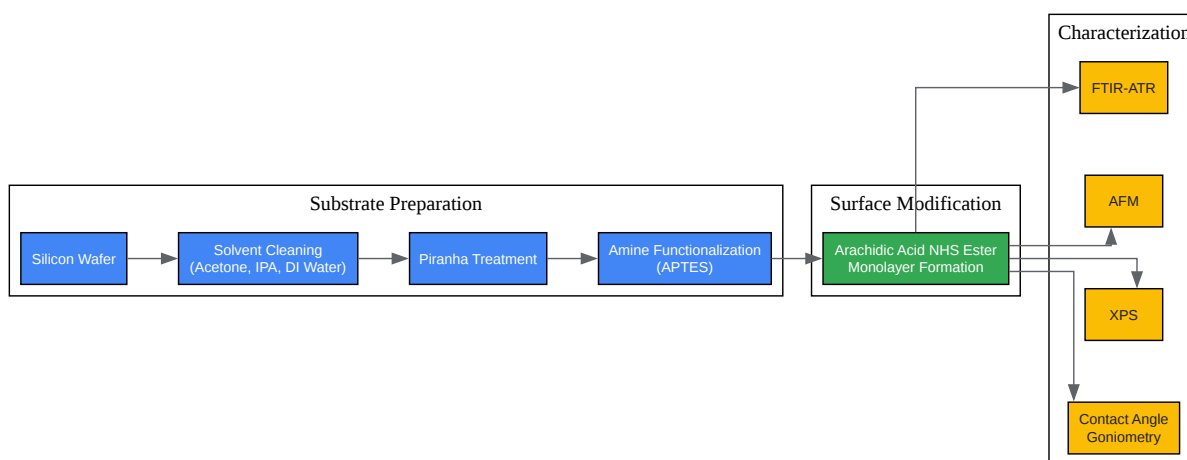 Characterization
FTIR-ATR
Substrate Preparation
Surface Modification
AFM
Silicon Wafer
Solvent Cleaning
(Acetone, IPA, DI Water)
Piranha Treatment
Amine Functionalization
(APTES)
Arachidic Acid NHS Ester
Monolayer Formation
XPS
Contact Angle
Goniometry